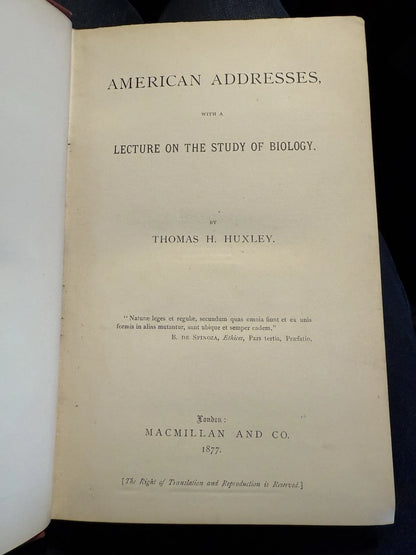 AMERICAN ADDRESSES,
WITH A
LECTURE ON THE STUDY OF BIOLOGY.
BY
THOMAS H. HUXLEY.
"Naturæ leges et regulæ, secundum quas omnia fiunt et ex unis
formis in alias mutantur, sunt ubique et semper eadem."
B. DE SPINOZA, Ethices, Pars tertia, Præfatio.
London:
MACMILLAN AND CO.
1877.
[The Right of Translation and Reproduction is Reserved.]